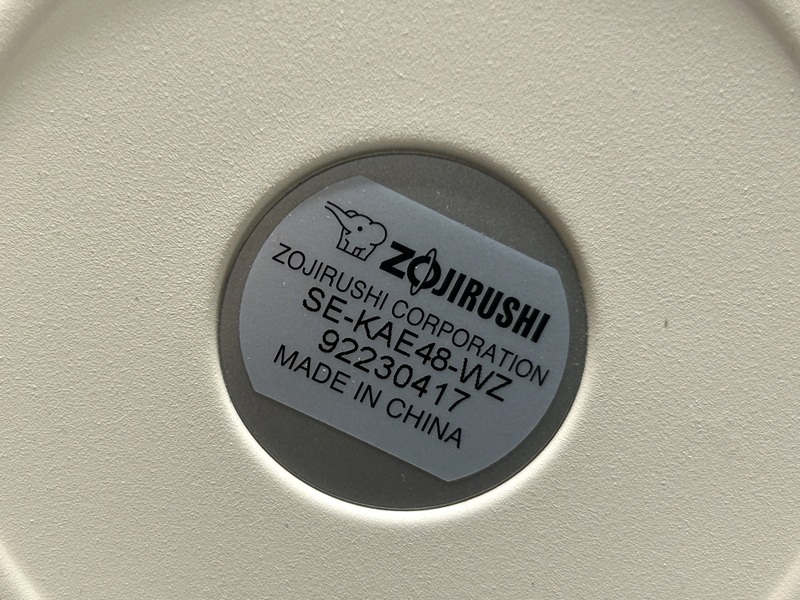 ZOJIRUSHI
ZOJIRUSHI CORPORATION
SE-KAE48-WZ
92230417
MADE IN CHINA